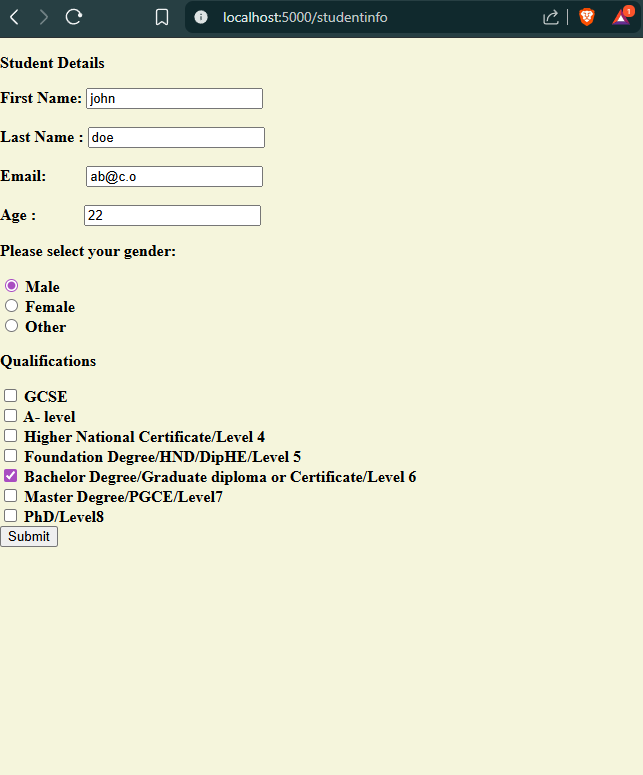 localhost:5000/studentinfo
1
Student Details
First Name: john
Last Name : doe
Email: ab@c.o
Age : 22
Please select your gender:
Male
Female
Other
Qualifications
GCSE
A- level
Higher National Certificate/Level 4
Foundation Degree/HND/DipHE/Level 5
Bachelor Degree/Graduate diploma or Certificate/Level 6
Master Degree/PGCE/Level7
PhD/Level8
Submit